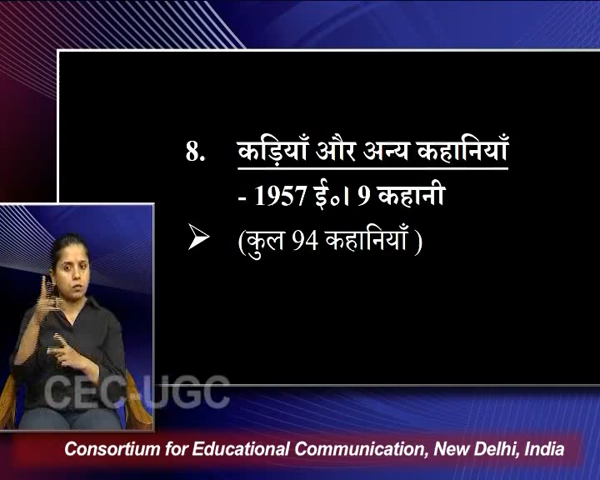 8. कड़ियाँ और अन्य कहानियाँ
- 1957 ई०। 9 कहानी
(कुल 94 कहानियाँ )
CEC-UGC
Consortium for Educational Communication, New Delhi, India